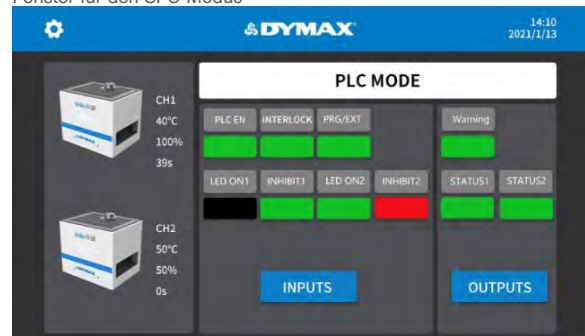 Fenster für den SPS-Modus
DYMAX
14:10
2021/1/13
PLC MODE
CH1
40°C
100%
39s
PLC EN INTERLOCK PRG/EXT Warning
LED ON1 INHIBIT1 LED ON2 INHIBIT2 STATUS1 STATUS2
CH2
50°C
50%
0s
INPUTS OUTPUTS